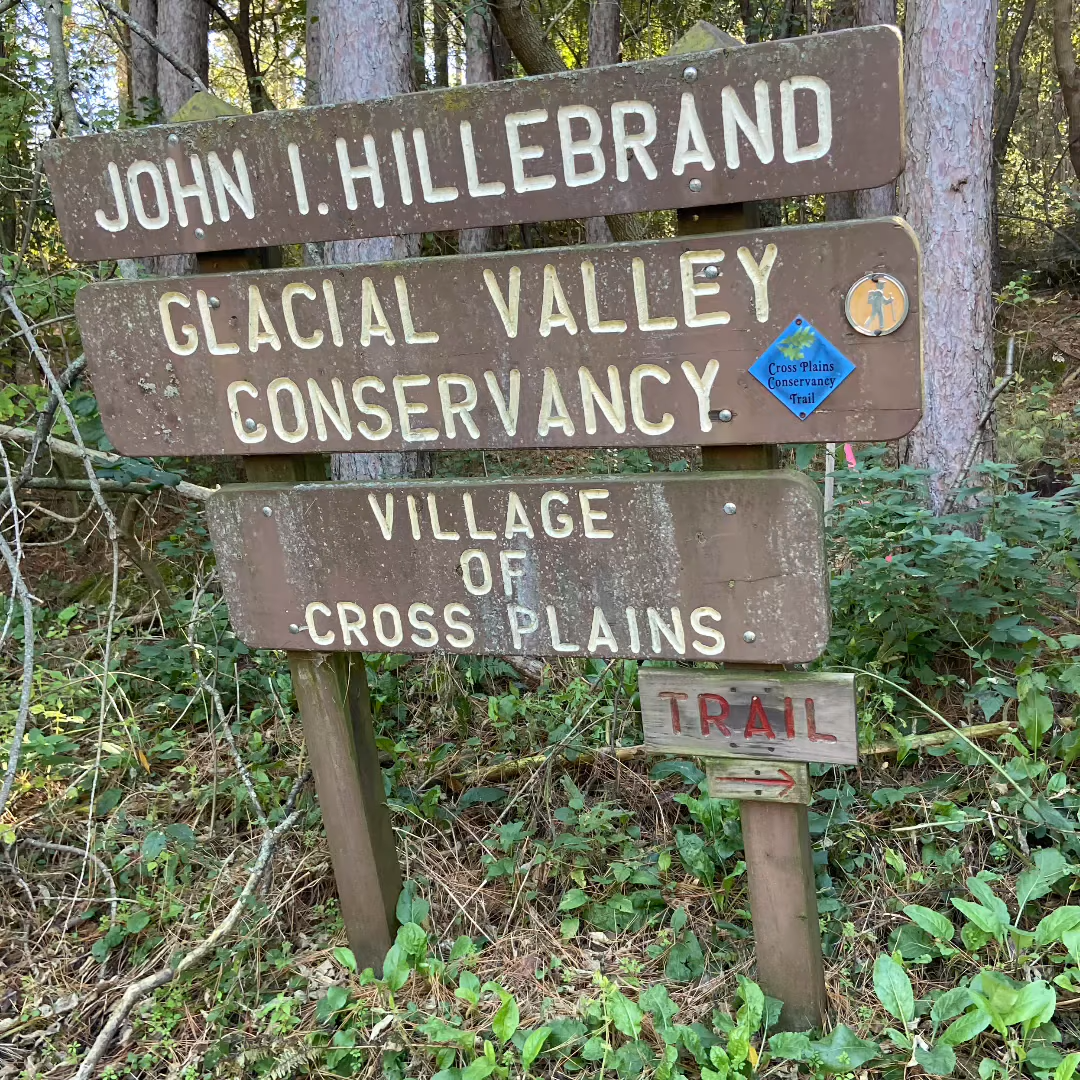 JOHN I. HILLEBRAND
GLACIAL VALLEY
CONSERVANCY
Cross Plains
Conservancy
Trail
VILLAGE
OF
CROSS PLAINS
TRAIL